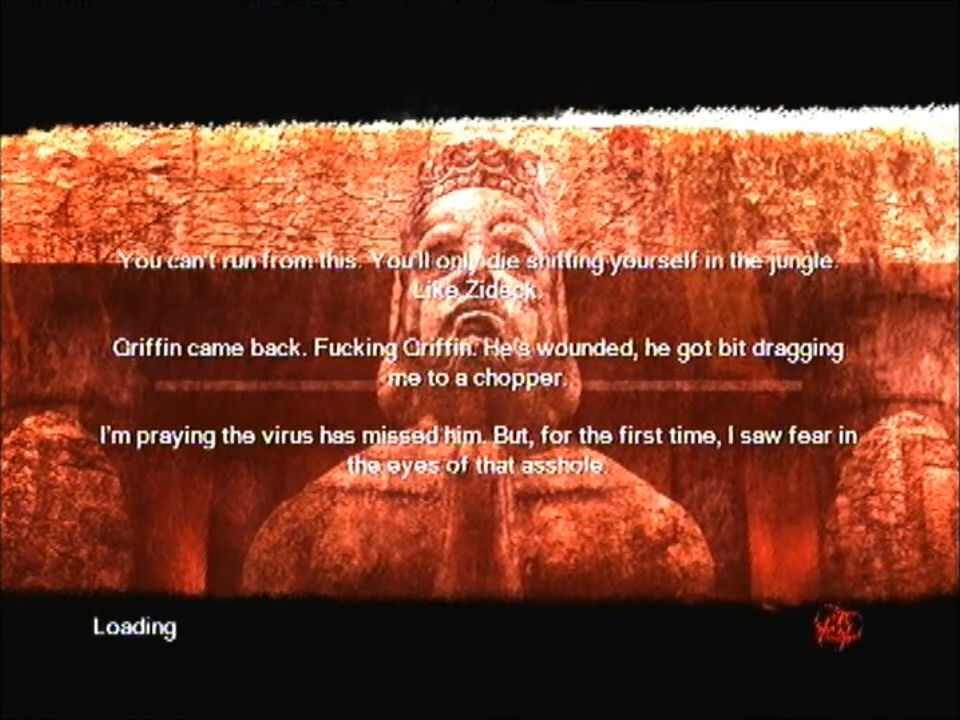 You can't run from this. You'll only die shitting yourself in the jungle.
Like Zideck.
Griffin came back. Fucking Griffin. He's wounded, he got bit dragging
me to a chopper.
I'm praying the virus has missed him. But, for the first time, I saw fear in
the eyes of that asshole.
Loading